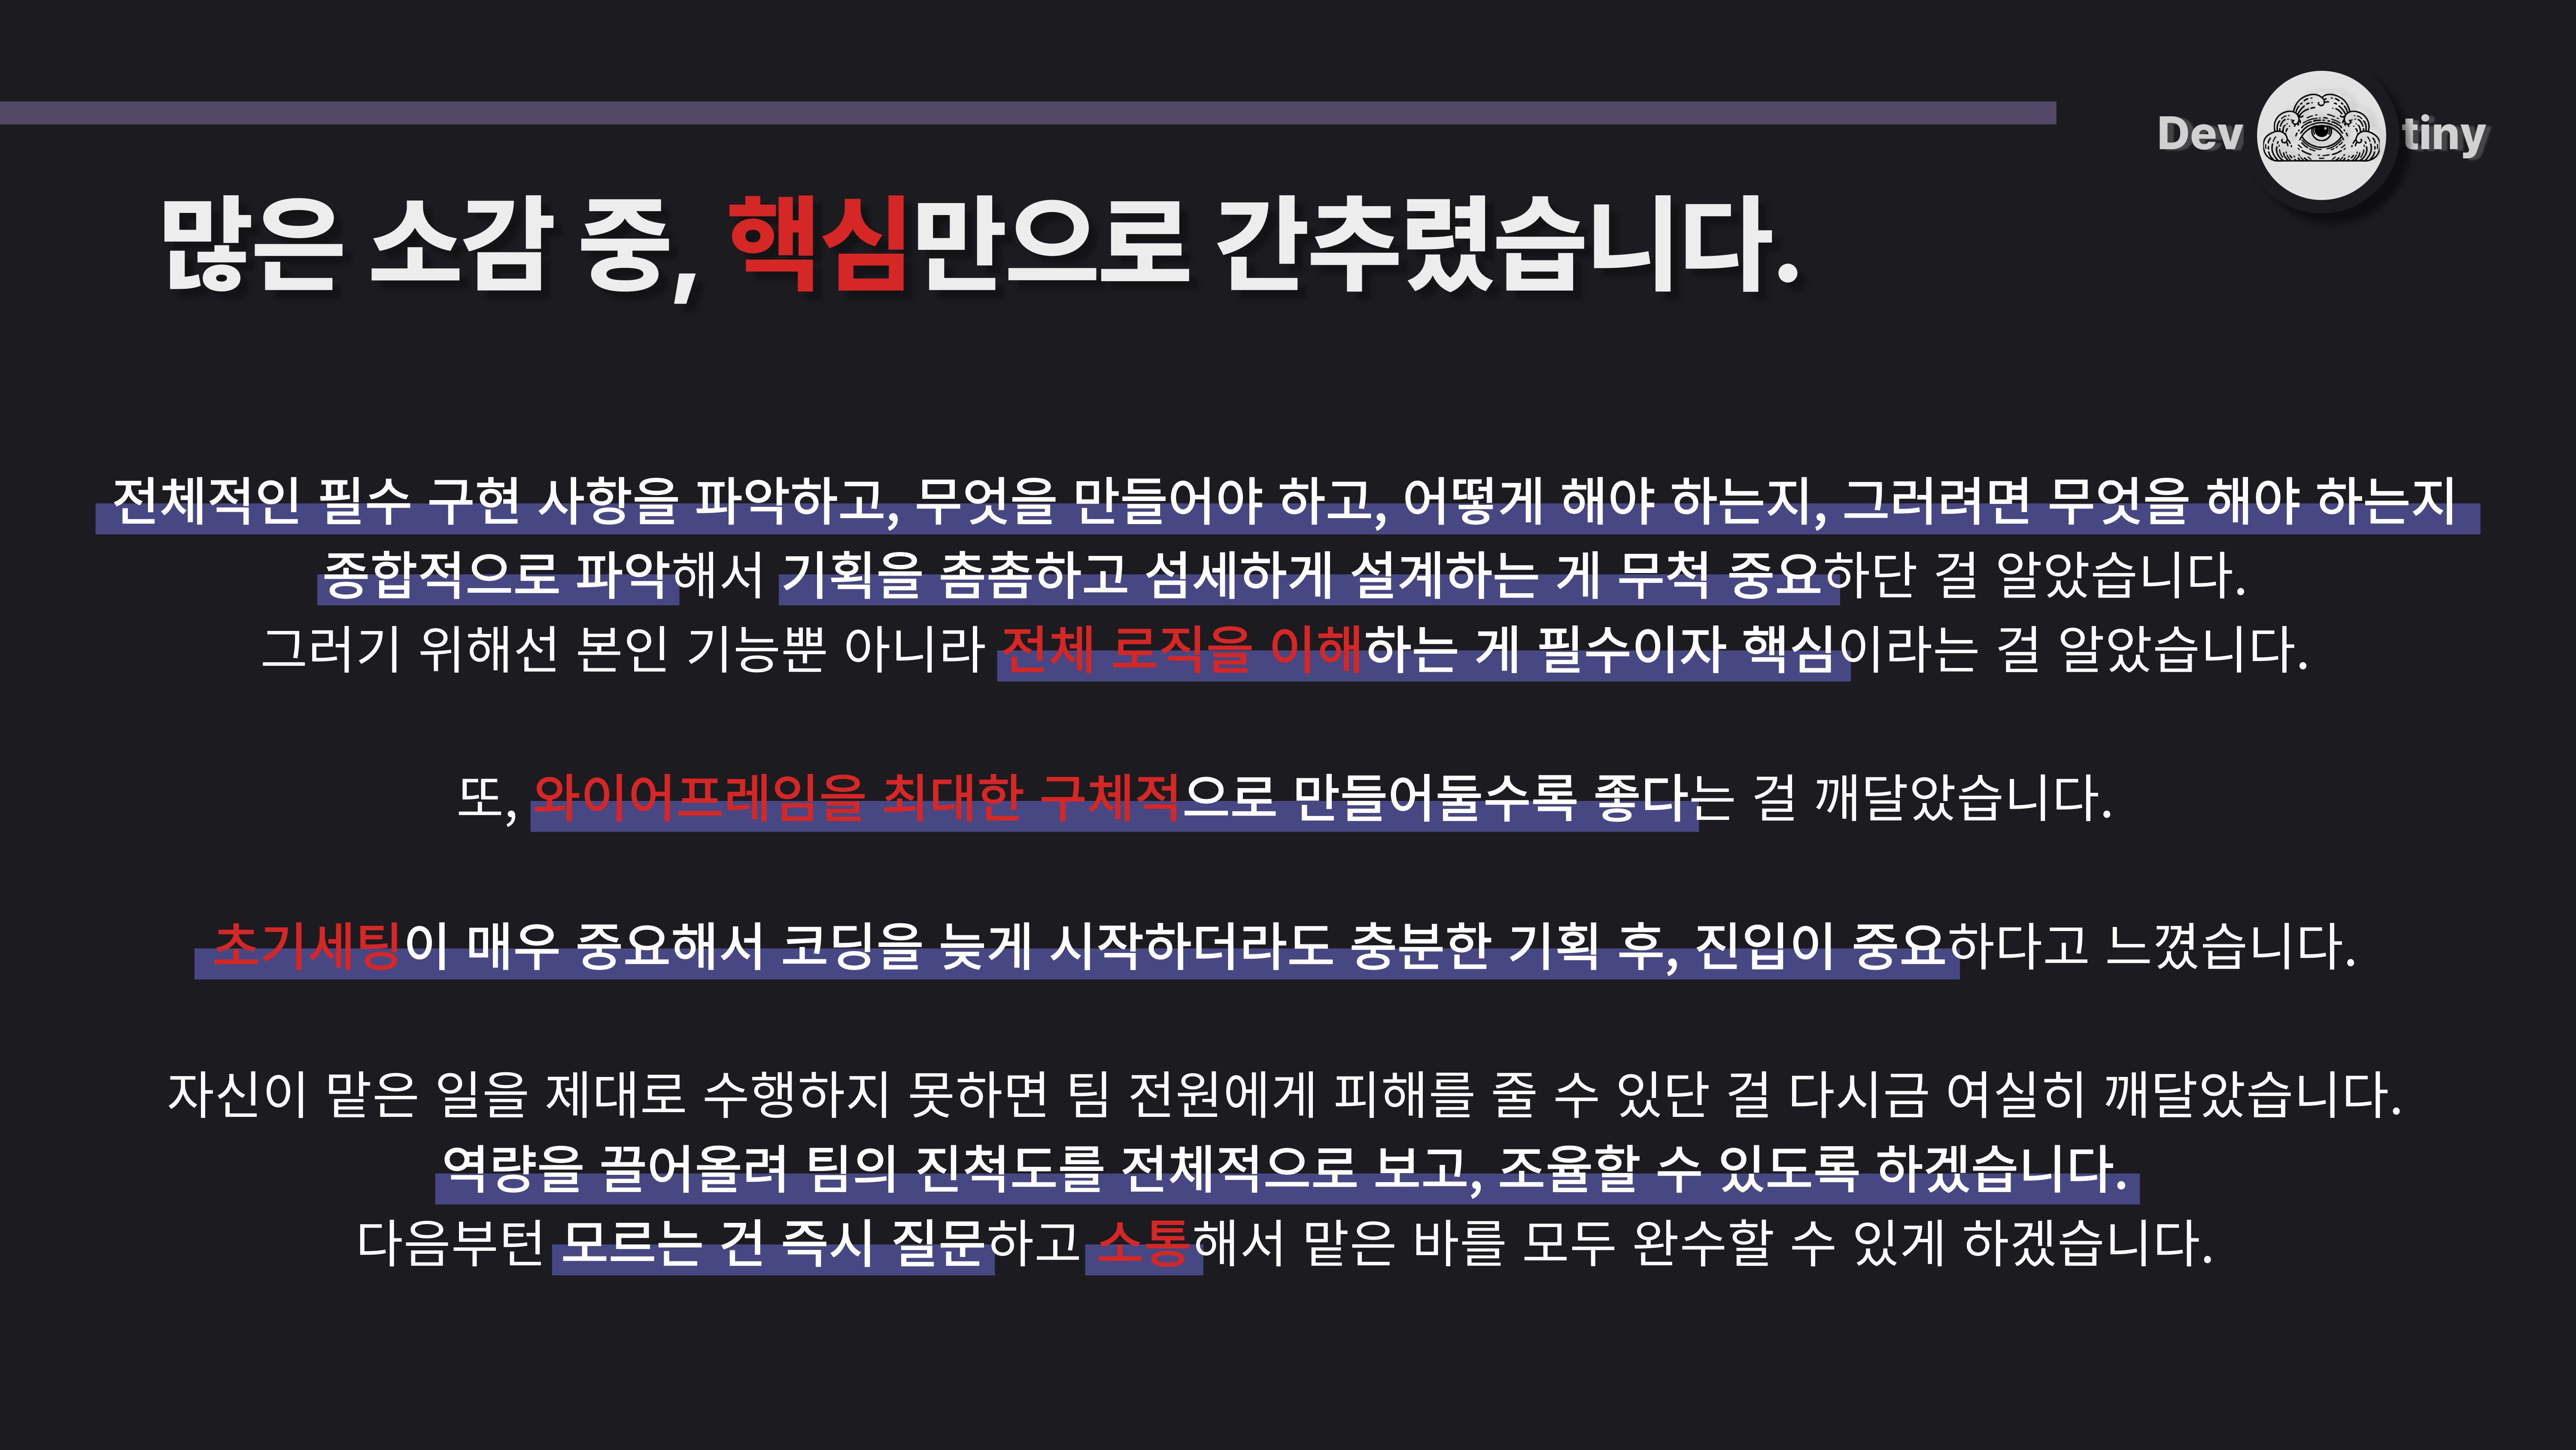 Dev tiny
많은 소감 중, 핵심만으로 간추렸습니다.
전체적인 필수 구현 사항을 파악하고, 무엇을 만들어야 하고, 어떻게 해야 하는지, 그러려면 무엇을 해야 하는지
종합적으로 파악해서 기획을 촘촘하고 섬세하게 설계하는 게 무척 중요하단 걸 알았습니다.
그러기 위해선 본인 기능뿐 아니라 전체 로직을 이해하는 게 필수이자 핵심이라는 걸 알았습니다.
또, 와이어프레임을 최대한 구체적으로 만들어둘수록 좋다는 걸 깨달았습니다.
초기세팅이 매우 중요해서 코딩을 늦게 시작하더라도 충분한 기획 후, 진입이 중요하다고 느꼈습니다.
자신이 맡은 일을 제대로 수행하지 못하면 팀 전원에게 피해를 줄 수 있단 걸 다시금 여실히 깨달았습니다.
역량을 끌어올려 팀의 진척도를 전체적으로 보고, 조율할 수 있도록 하겠습니다.
다음부턴 모르는 건 즉시 질문하고 소통해서 맡은 바를 모두 완수할 수 있게 하겠습니다.